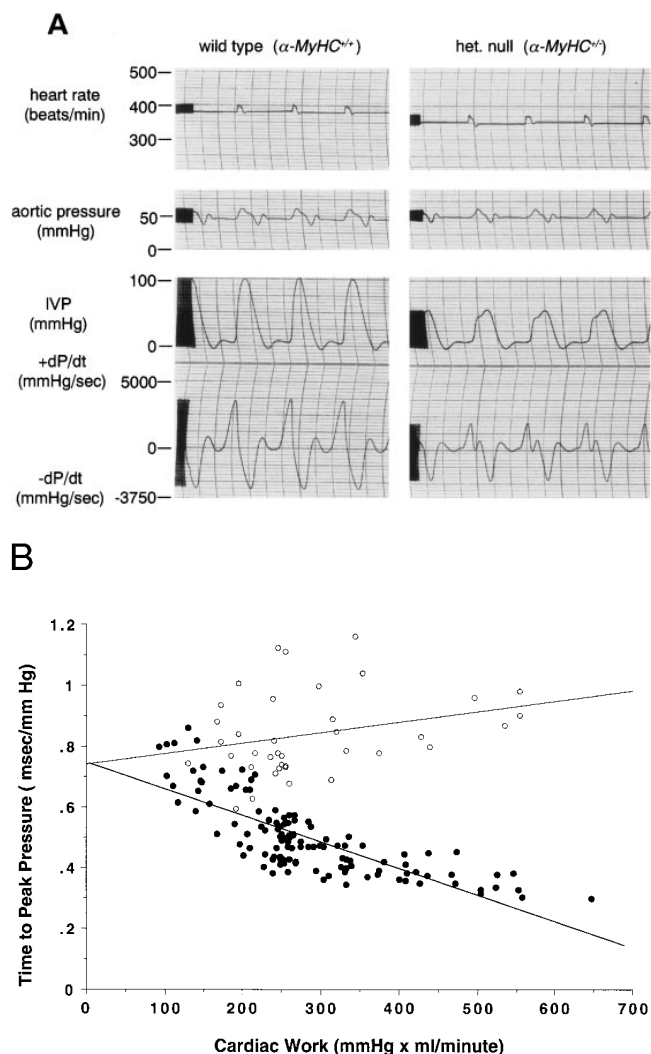 A
wild type (α-MyHC+/+)
het. null (α-MyHC+/-)
heart rate
(beats/min)
500
400
300
aortic pressure
(mmHg)
50
0
IVP
(mmHg)
100
0
+dP/dt
(mmHg/sec)
5000
0
-dP/dt
(mmHg/sec)
-3750
B
Time to Peak Pressure ( msec/mm Hg)
1.2
1
.8
.6
.4
.2
0
0 100 200 300 400 500 600 700
Cardiac Work (mmHg x ml/minute)